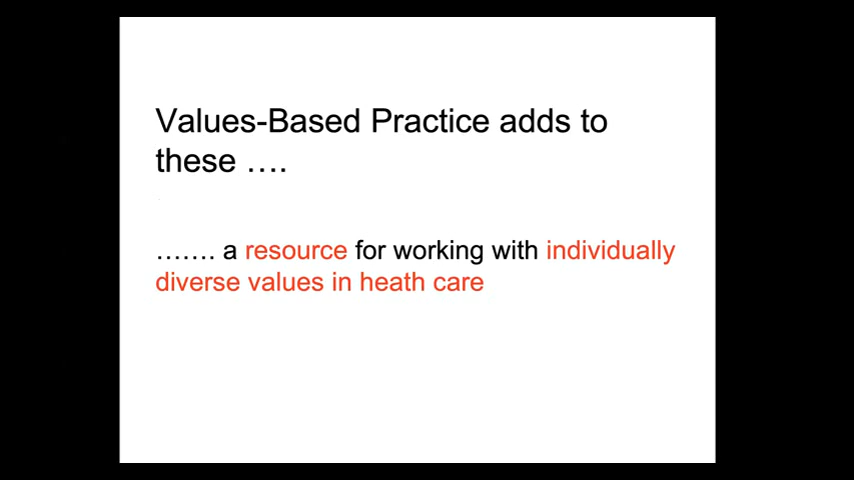 Values-Based Practice adds to
these ….
……. a resource for working with individually
diverse values in heath care